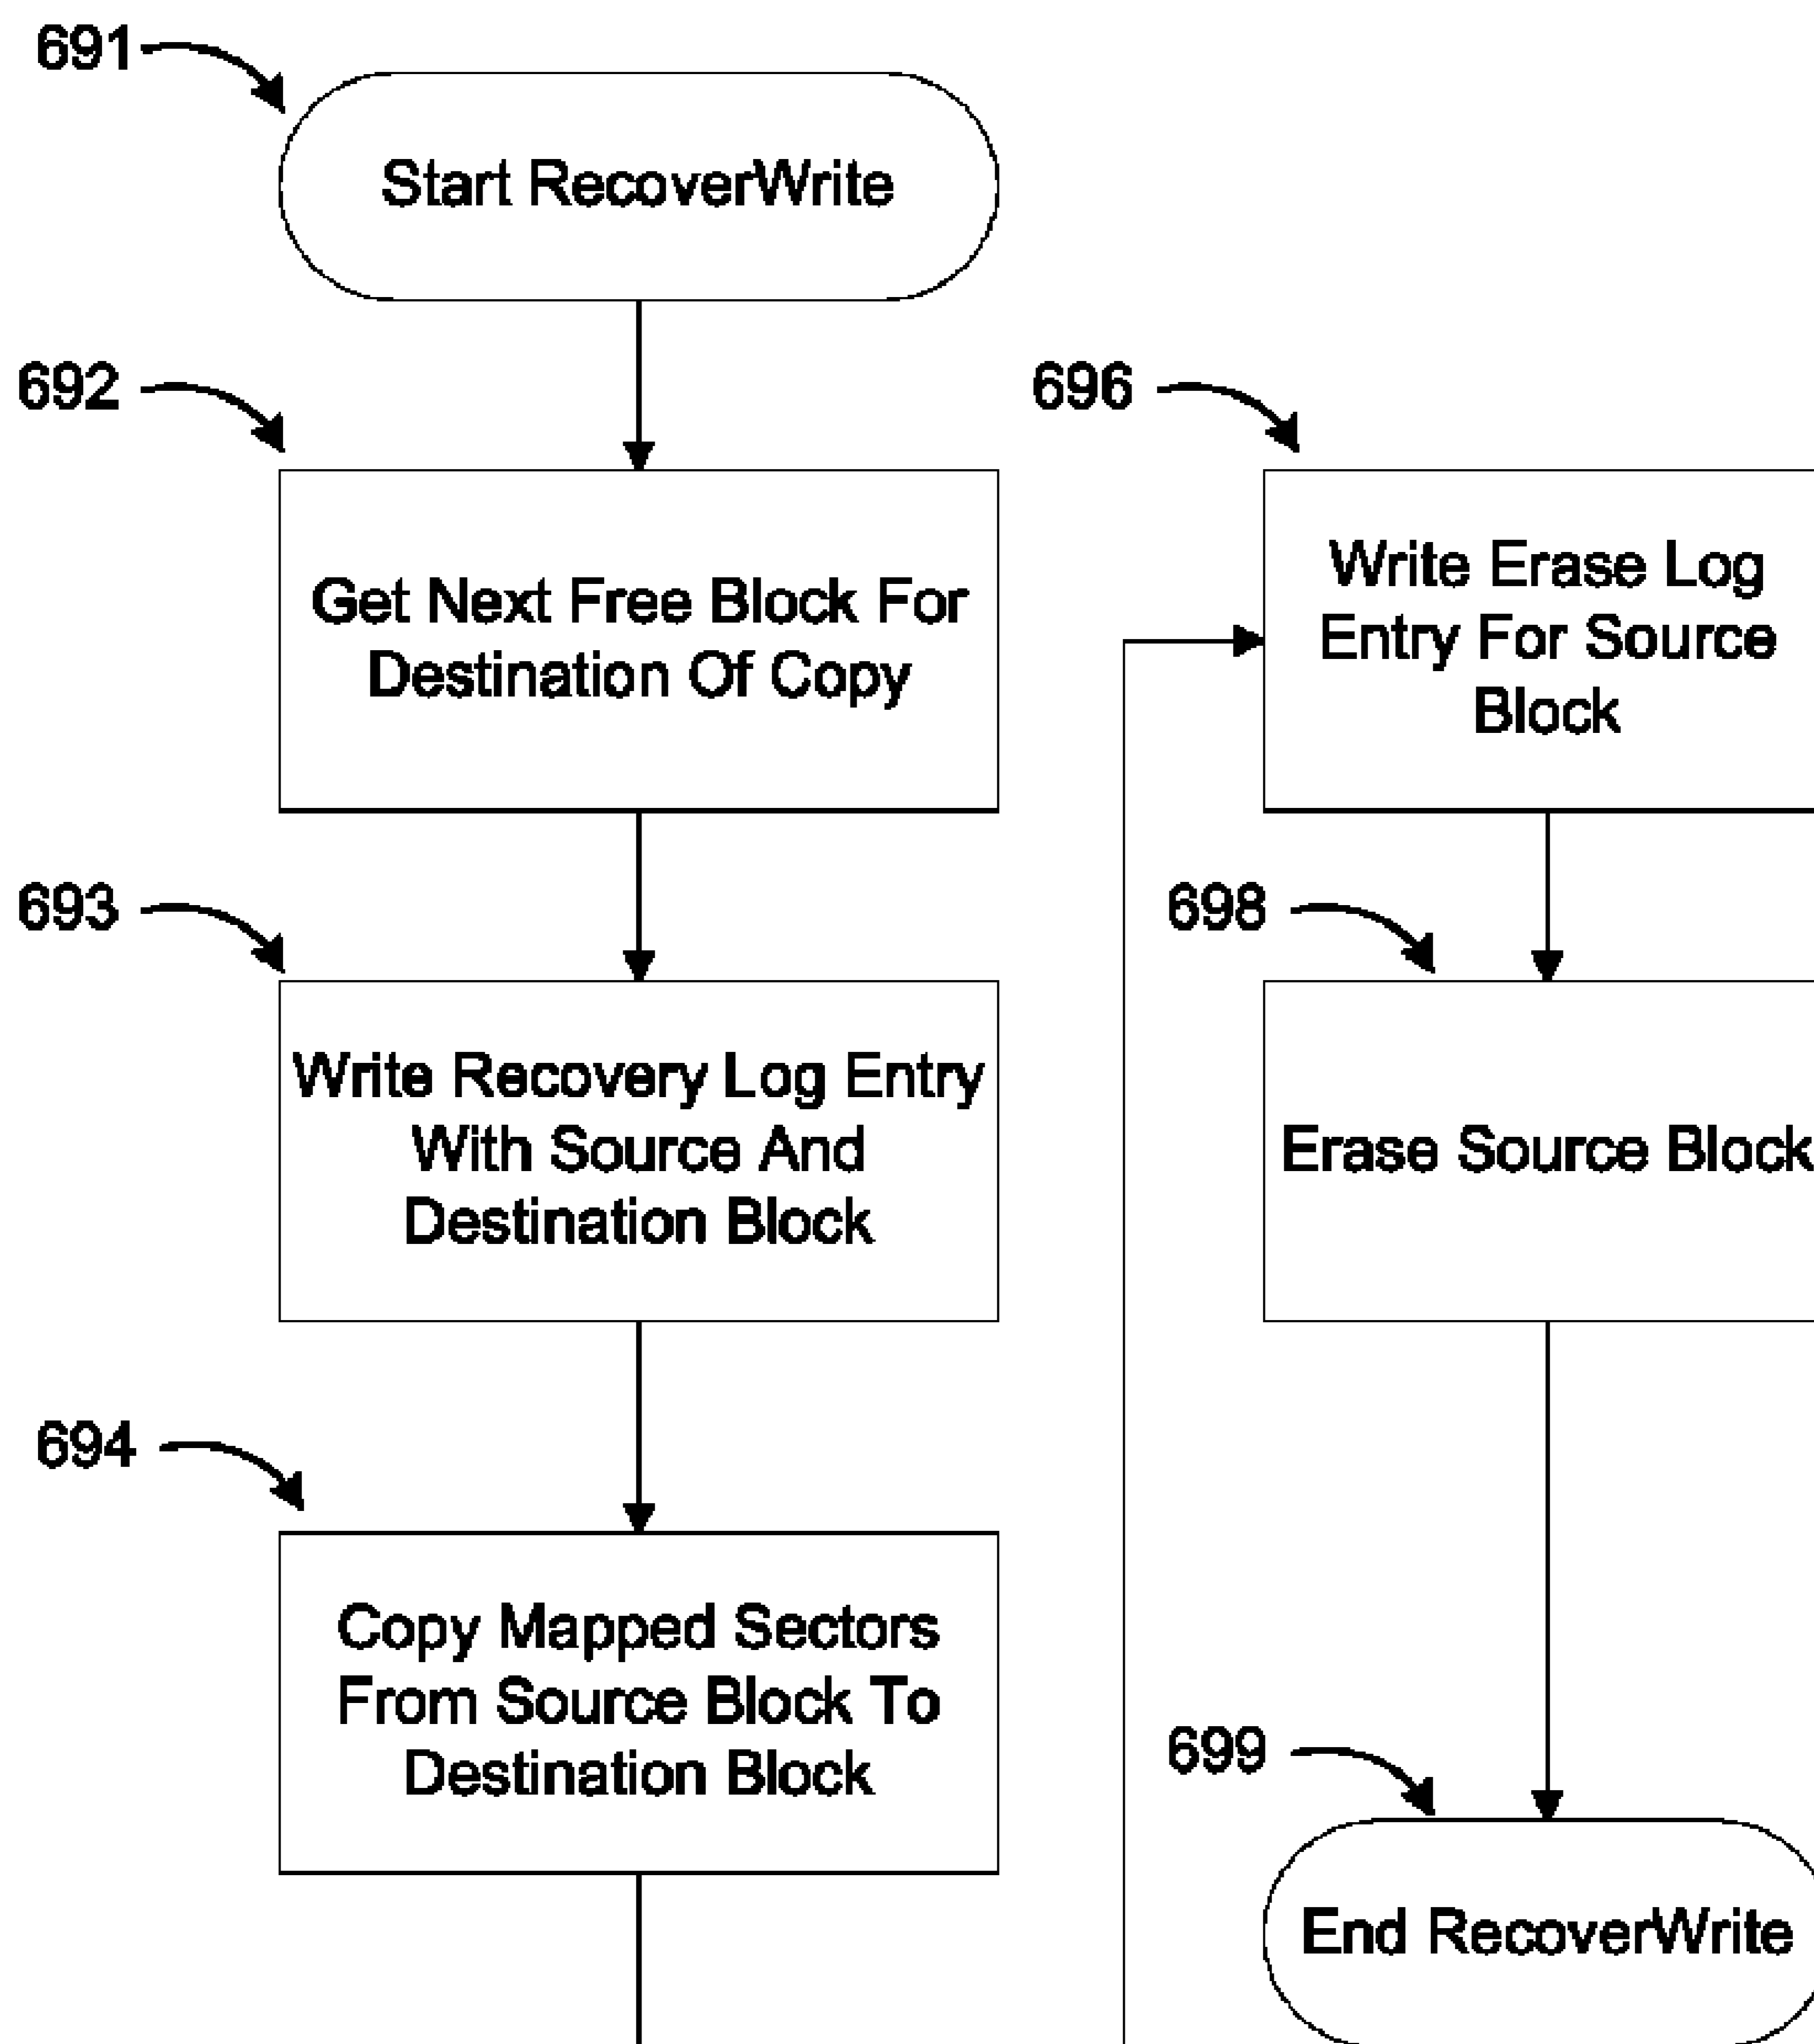 691
Start RecoverWrite
692
Get Next Free Block For
Destination Of Copy
693
Write Recovery Log Entry
With Source And
Destination Block
694
Copy Mapped Sectors
From Source Block To
Destination Block
696
Write Erase Log
Entry For Source
Block
698
Erase Source Block
699
End RecoverWrite